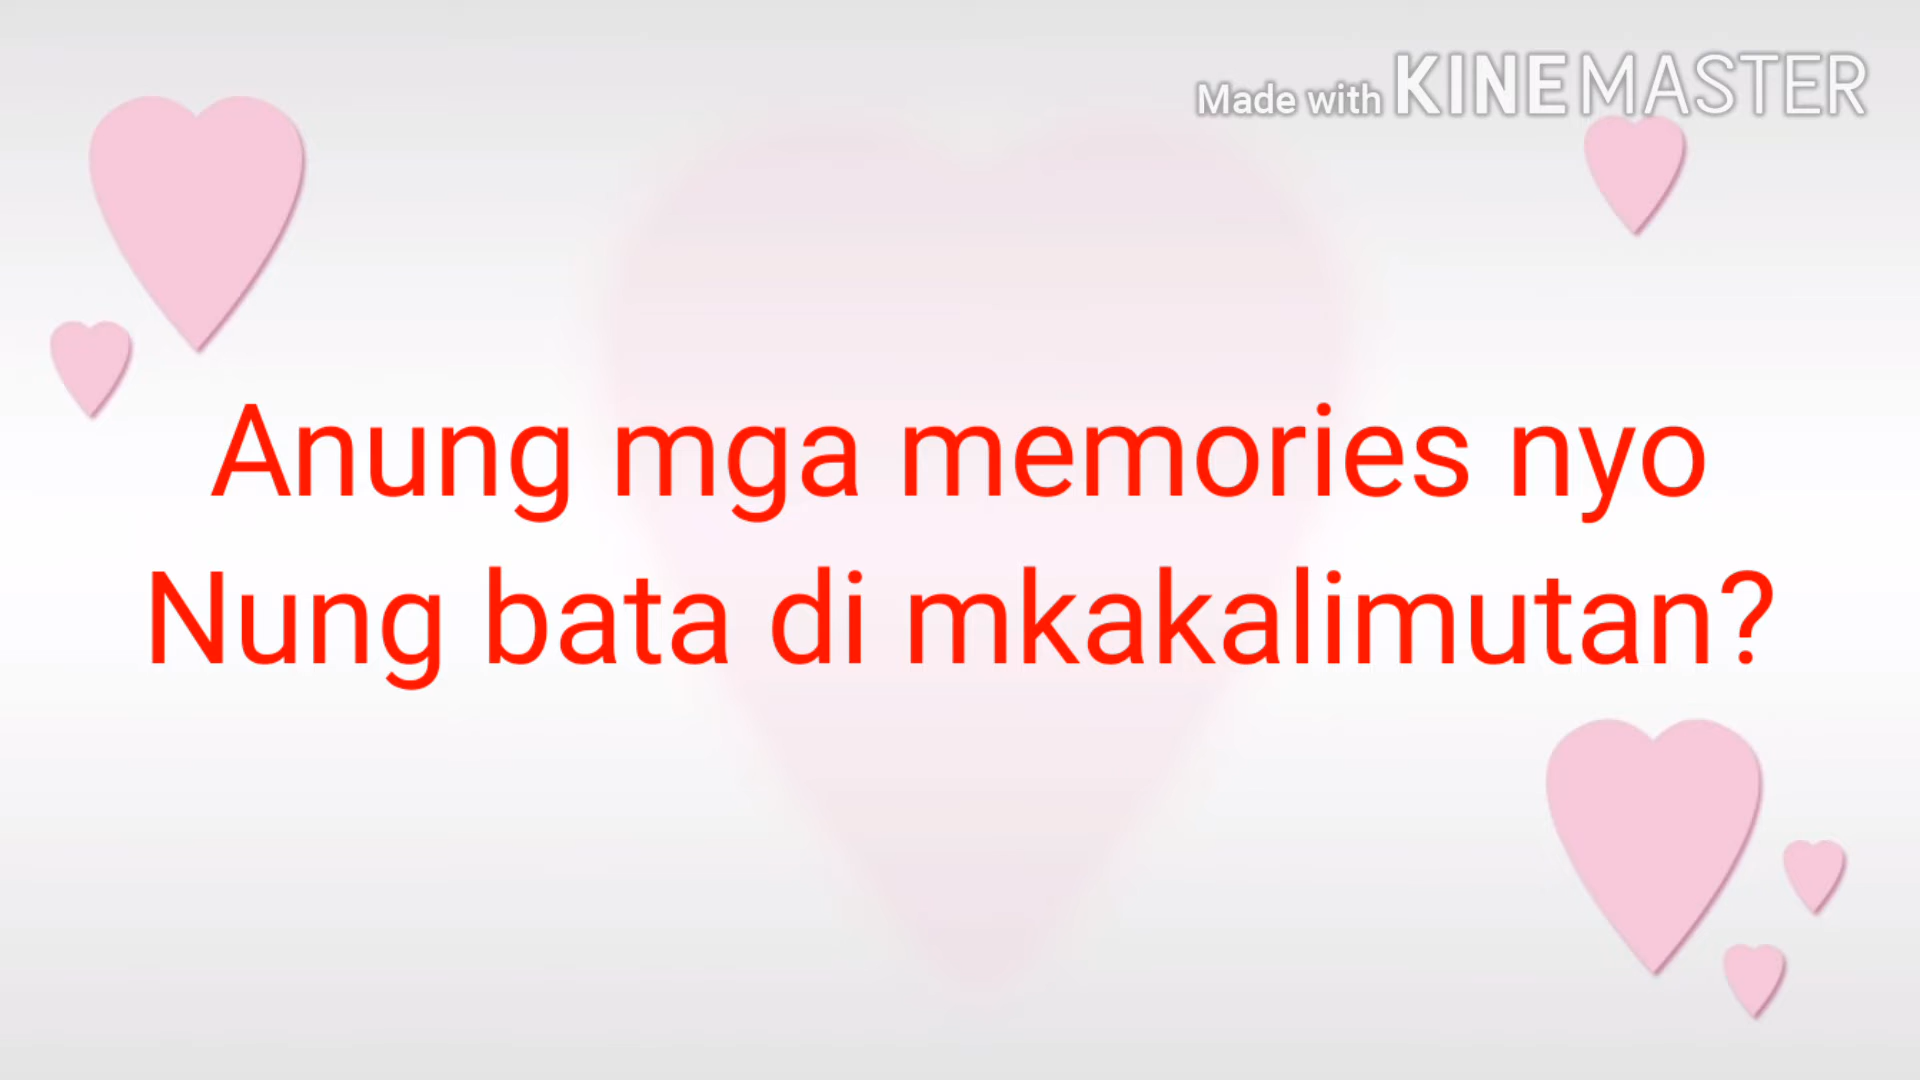 Made with KINEMASTER
Anung mga memories nyo
Nung bata di mkakalimutan?